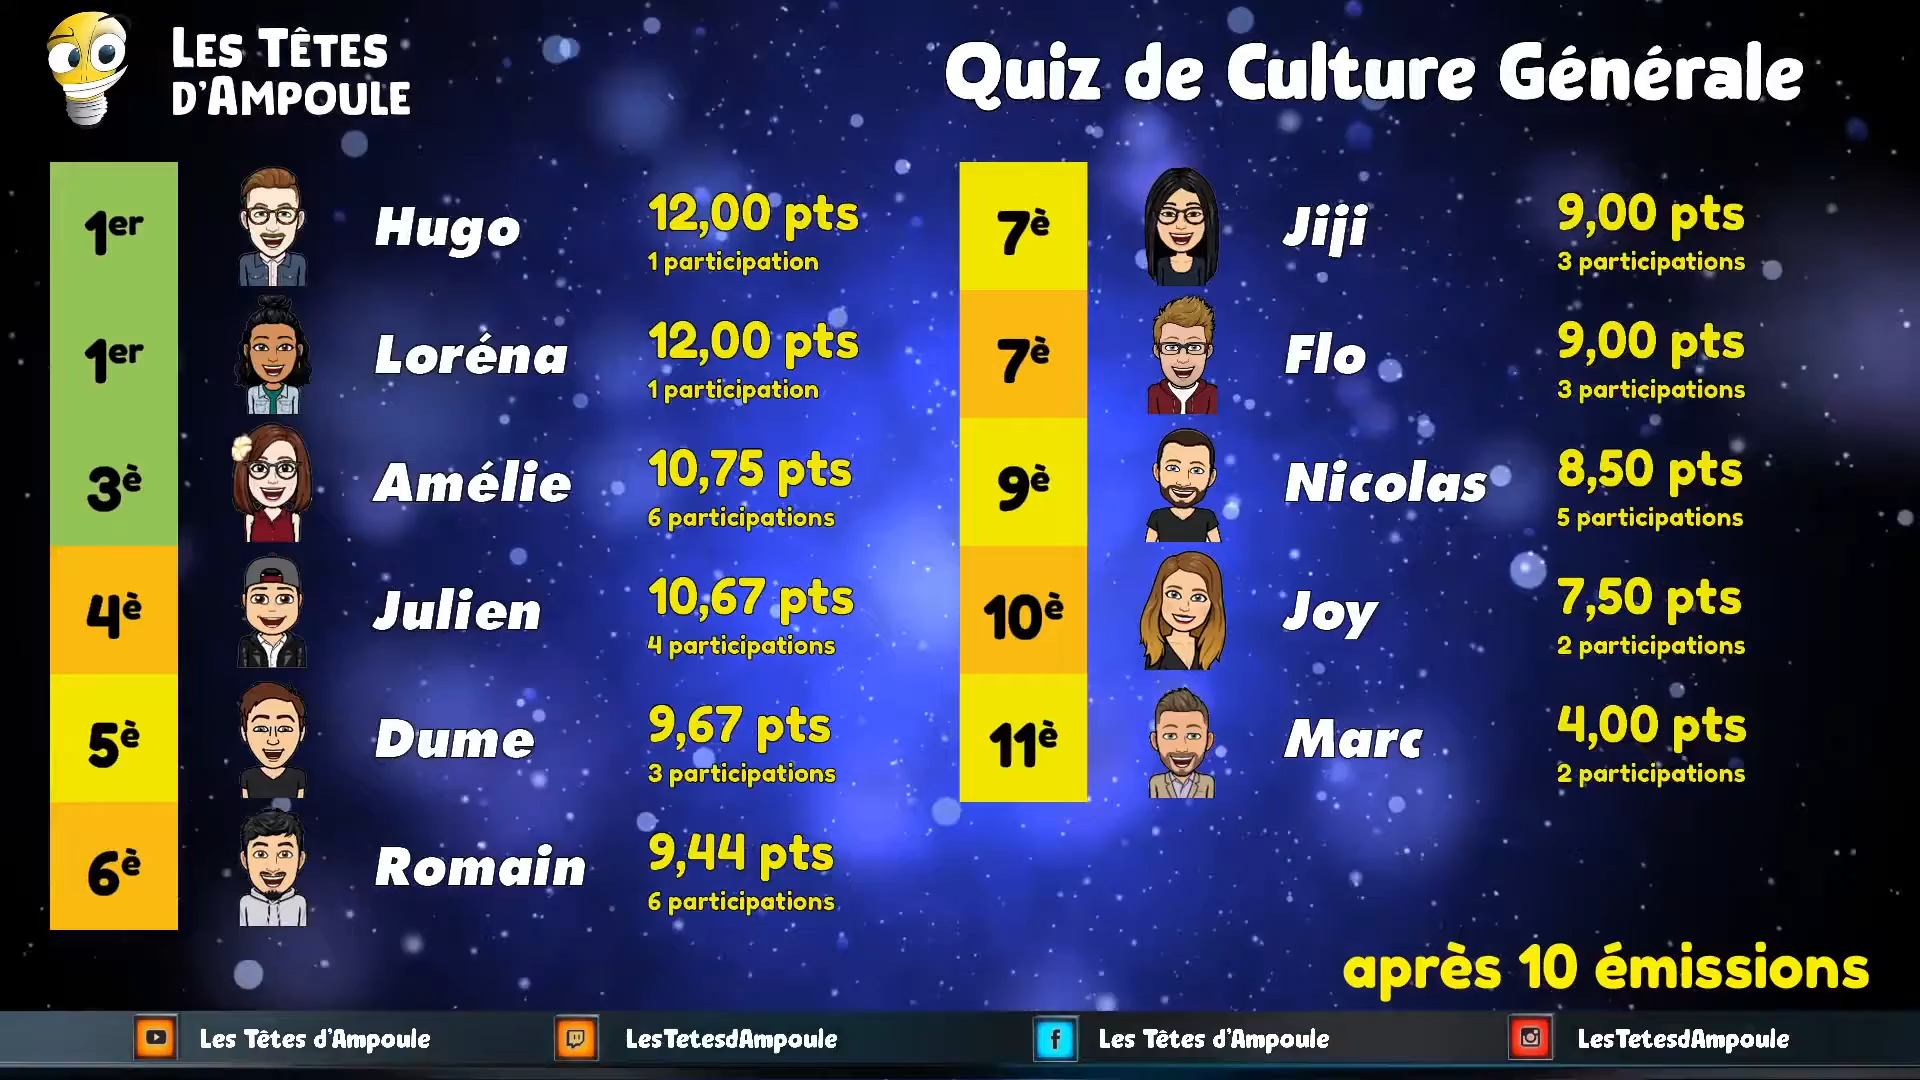 LES TÊTES
D'AMPOULE
Quiz de Culture Générale
1er
Hugo
12,00 pts
1 participation
1er
Loréna
12,00 pts
1 participation
3è
Amélie
10,75 pts
6 participations
4è
Julien
10,67 pts
4 participations
5è
Dume
9,67 pts
3 participations
6è
Romain
9,44 pts
6 participations
7è
Jiji
9,00 pts
3 participations
7è
Flo
9,00 pts
3 participations
9è
Nicolas
8,50 pts
5 participations
10è
Joy
7,50 pts
2 participations
11è
Marc
4,00 pts
2 participations
après 10 émissions
Les Têtes d'Ampoule
LesTetesdAmpoule
Les Têtes d'Ampoule
LesTetesdAmpoule